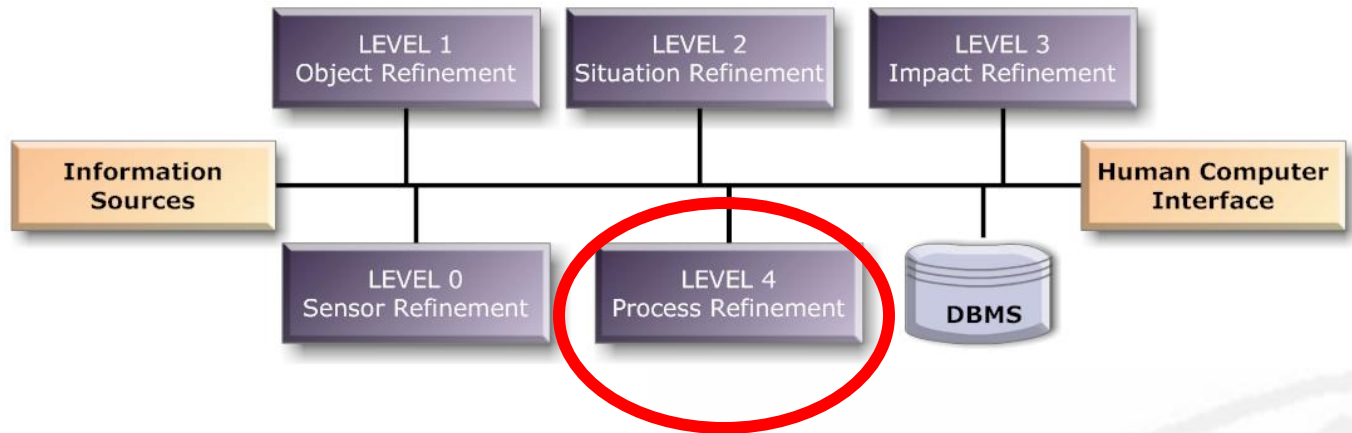 LEVEL 1
Object Refinement
LEVEL 2
Situation Refinement
LEVEL 3
Impact Refinement
Information
Sources
Human Computer
Interface
LEVEL 0
Sensor Refinement
LEVEL 4
Process Refinement
DBMS